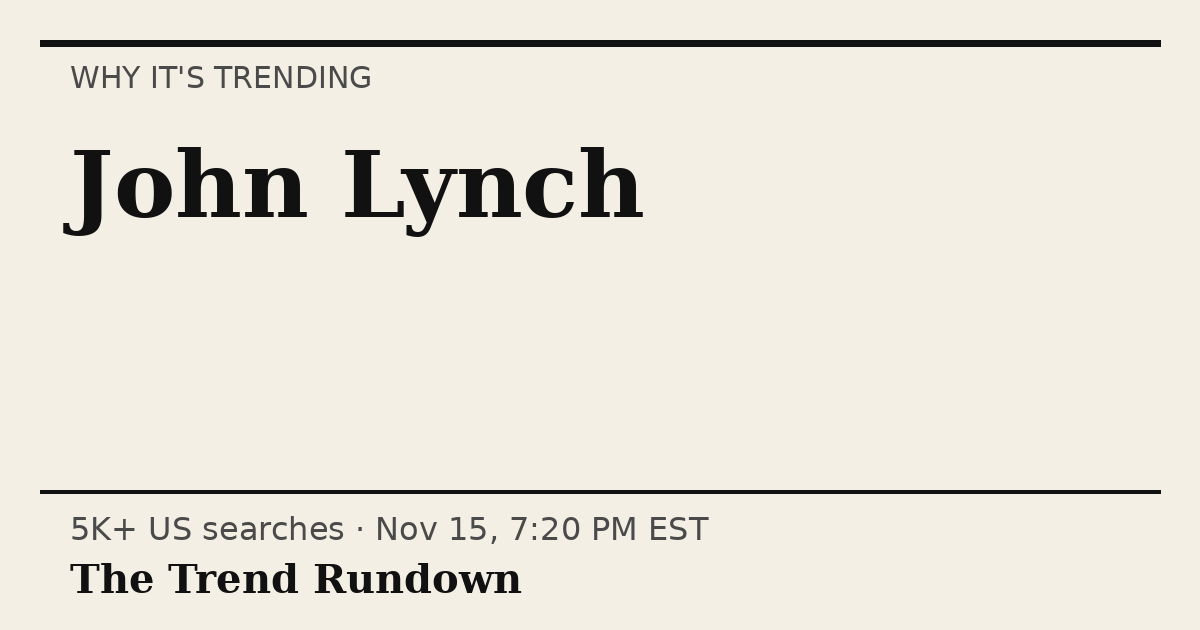 WHY IT'S TRENDING
John Lynch
5K+ US searches · Nov 15, 7:20 PM EST
The Trend Rundown